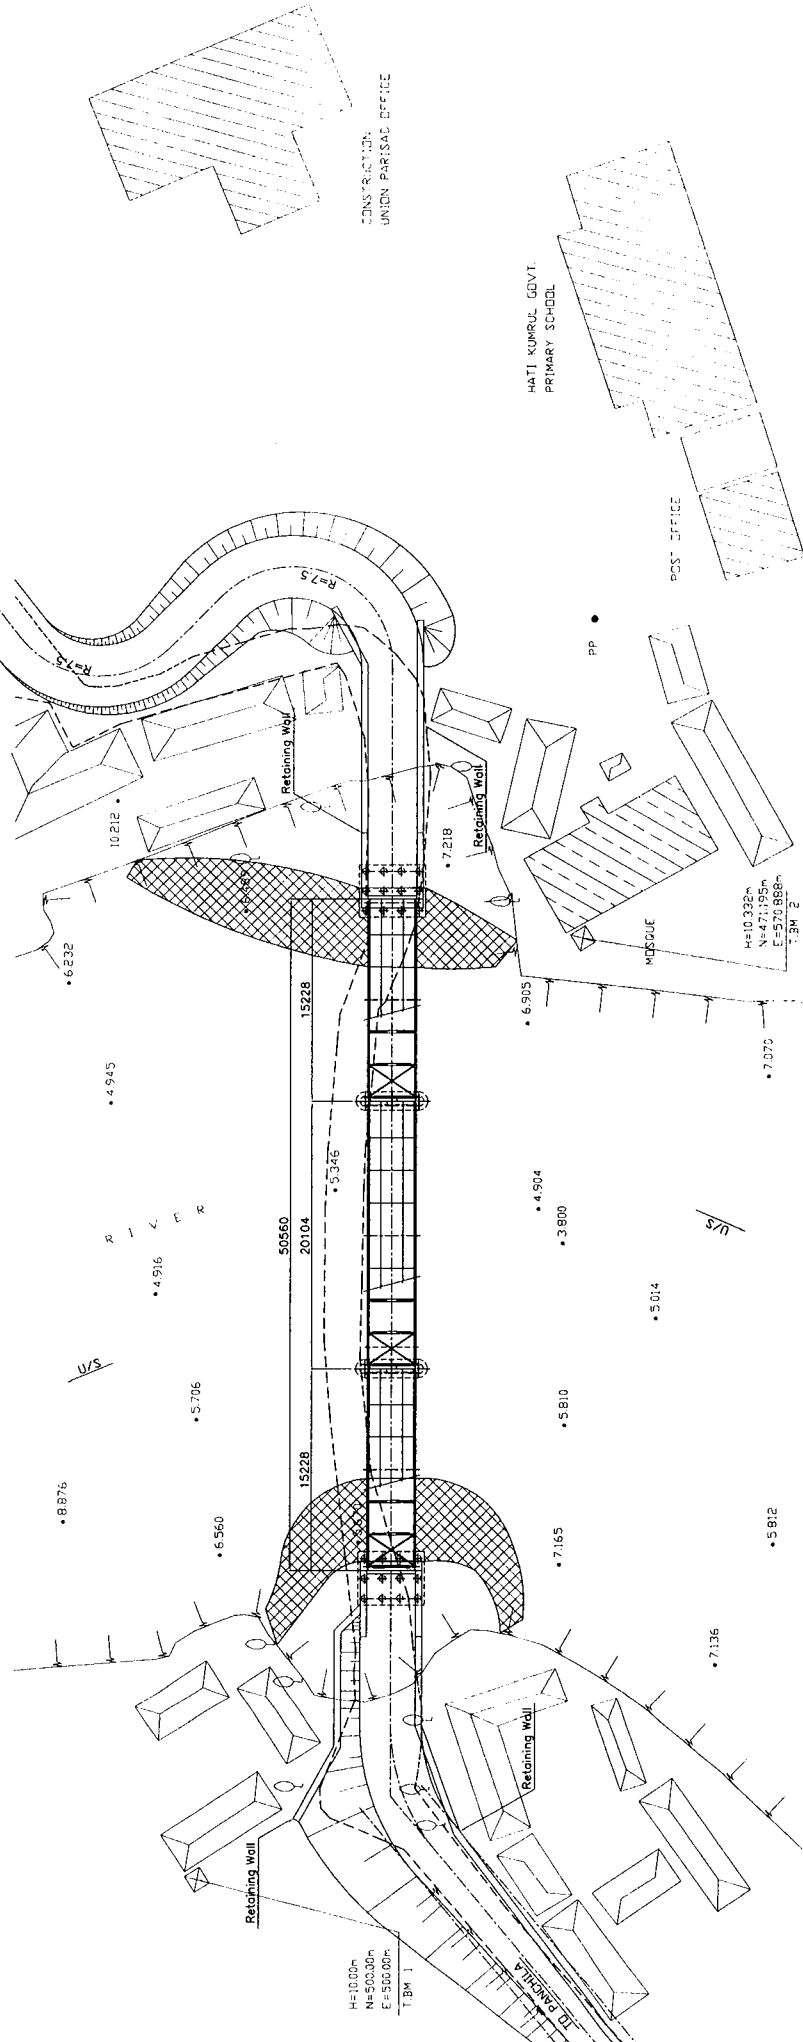 CONSTRUCTION
UNION PARISAD OFFICE
HATI KUMRUL GOVT.
PRIMARY SCHOOL
POST OFFICE
PP
R=7.5
R=7.5
Retaining Wall
Retaining Wall
10.212
7.218
6.232
MOSQUE
H=10.332m
N=471.195m
E=570.888m
T.BM 2
15228
6.905
7.070
4.945
5.346
RIVER
50560
20104
4.904
3.800
U/S
4.916
5.014
U/S
5.706
5.810
15228
8.876
6.560
7.165
5.812
7.136
Retaining Wall
Retaining Wall
H=10.00m
N=500.00m
E=500.00m
T.BM 1
TO PANCHILA